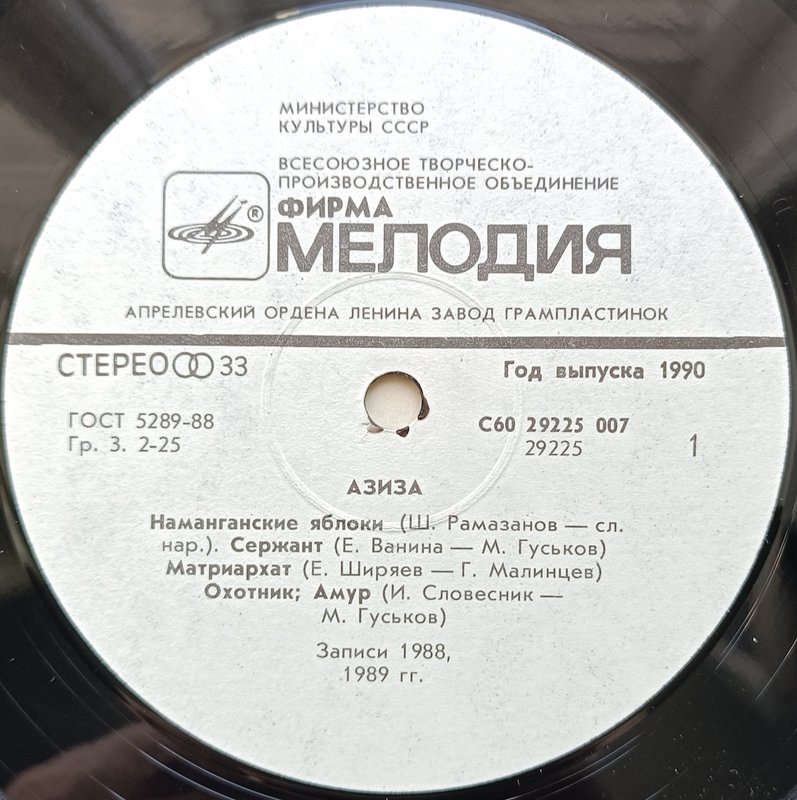 МИНИСТЕРСТВО
КУЛЬТУРЫ СССР
ВСЕСОЮЗНОЕ ТВОРЧЕСКО-
ПРОИЗВОДСТВЕННОЕ ОБЪЕДИНЕНИЕ
ФИРМА
®
МЕЛОДИЯ
АПРЕЛЕВСКИЙ ОРДЕНА ЛЕНИНА ЗАВОД ГРАМПЛАСТИНОК
СТЕРЕО 33
Год выпуска 1990
ГОСТ 5289-88
Гр. 3. 2-25
С60 29225 007
29225
1
АЗИЗА
Наманганские яблоки (Ш. Рамазанов — сл.
нар.). Сержант (Е. Ванина — М. Гуськов)
Матриархат (Е. Ширяев — Г. Малинцев)
Охотник; Амур (И. Словесник —
М. Гуськов)
Записи 1988,
1989 гг.